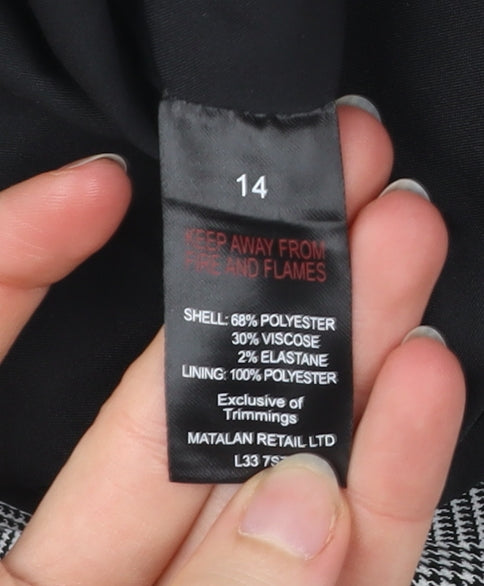 14
KEEP AWAY FROM
FIRE AND FLAMES
SHELL: 68% POLYESTER
30% VISCOSE
2% ELASTANE
LINING: 100% POLYESTER
Exclusive of
Trimmings
MATALAN RETAIL LTD
L33